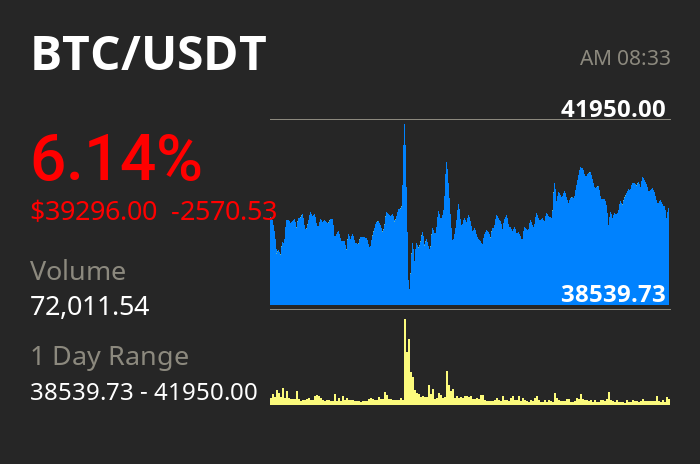 BTC/USDT
AM 08:33
41950.00
6.14%
$39296.00 -2570.53
Volume
72,011.54
38539.73
1 Day Range
38539.73 - 41950.00